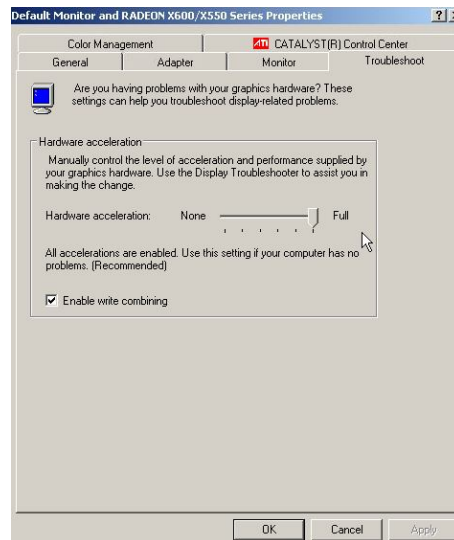 Default Monitor and RADEON X600/X550 Series Properties
Color Management
ATI CATALYST(R) Control Center
General
Adapter
Monitor
Troubleshoot
Are you having problems with your graphics hardware? These
settings can help you troubleshoot display-related problems.
Hardware acceleration
Manually control the level of acceleration and performance supplied by
your graphics hardware. Use the Display Troubleshooter to assist you in
making the change.
Hardware acceleration: None Full
All accelerations are enabled. Use this setting if your computer has no
problems. (Recommended)
Enable write combining
OK
Cancel
Apply